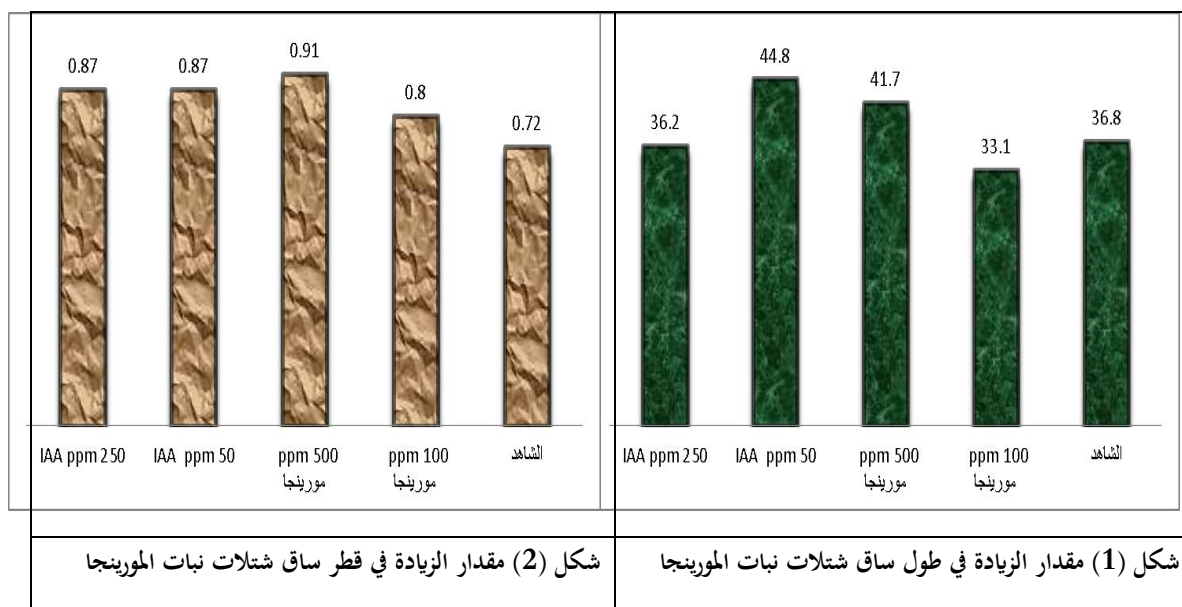 44.8
41.7
36.8
36.2
33.1
الشاهد
ppm 100
مورينجا
ppm 500
مورينجا
IAA ppm 50
IAA ppm 250
شكل (1) مقدار الزيادة في طول ساق شتلات نبات المورينجا
0.91
0.87
0.87
0.8
0.72
الشاهد
ppm 100
مورينجا
ppm 500
مورينجا
IAA ppm 50
IAA ppm 250
شكل (2) مقدار الزيادة في قطر ساق شتلات نبات المورينجا